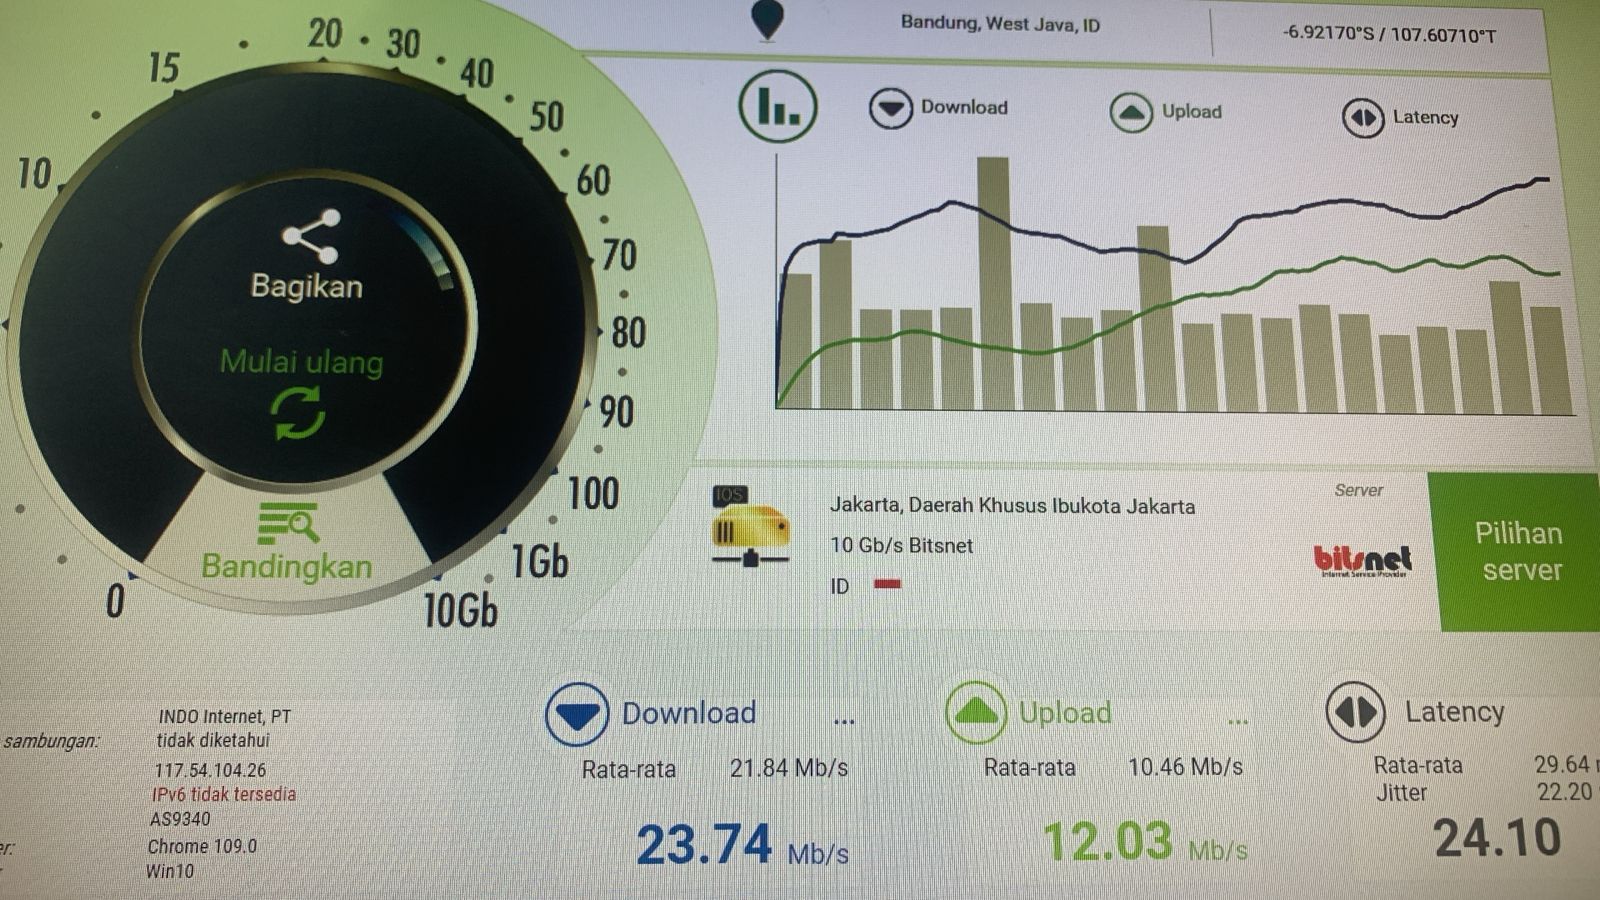 Bandung, West Java, ID
-6.92170°S / 107.60710°T
10
15
20
30
40
50
60
70
80
90
100
1Gb
10Gb
0
Bagikan
Mulai ulang
Bandingkan
Download
Upload
Latency
IOS
Jakarta, Daerah Khusus Ibukota Jakarta
10 Gb/s Bitsnet
ID
Server
bitsnet
Internet Service Provider
Pilihan
server
INDO Internet, PT
sambungan: tidak diketahui
117.54.104.26
IPv6 tidak tersedia
AS9340
Chrome 109.0
Win10
Download ...
Rata-rata 21.84 Mb/s
23.74 Mb/s
Upload ...
Rata-rata 10.46 Mb/s
12.03 Mb/s
Latency
Rata-rata 29.64
Jitter 22.20
24.10